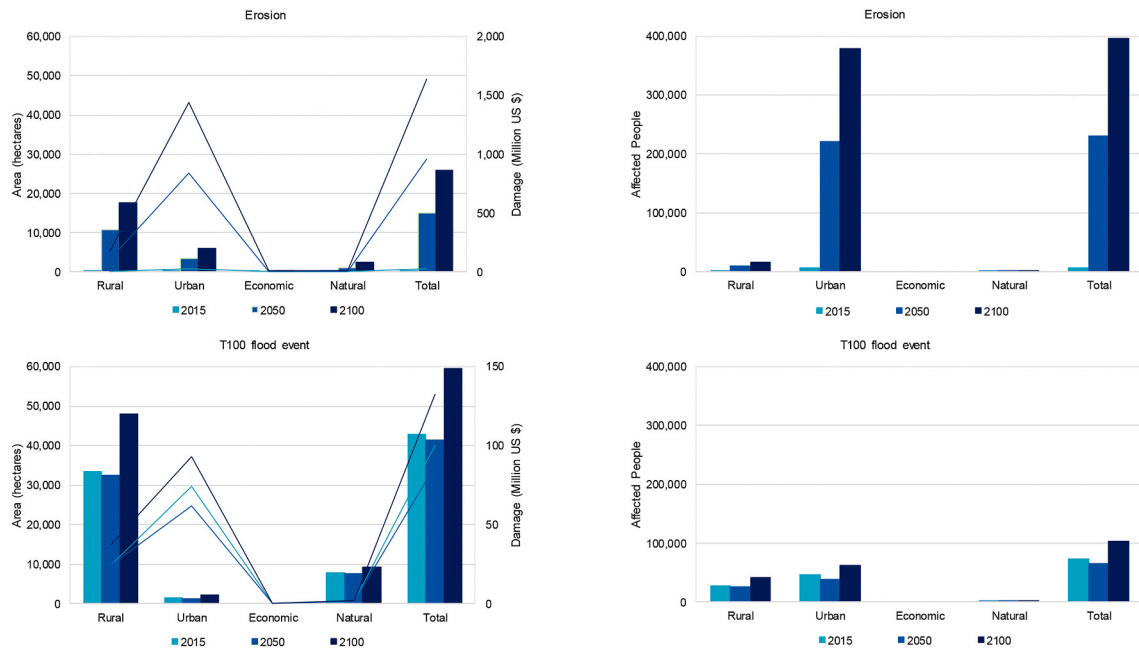 Erosion
60,000
50,000
40,000
30,000
20,000
10,000
0
Area (hectares)
2,000
1,500
1,000
500
0
Damage (Million US $)
Rural Urban Economic Natural Total
2015 2050 2100
Erosion
400,000
300,000
200,000
100,000
0
Affected People
Rural Urban Economic Natural Total
2015 2050 2100
T100 flood event
60,000
50,000
40,000
30,000
20,000
10,000
0
Area (hectares)
150
100
50
0
Damage (Million US $)
Rural Urban Economic Natural Total
2015 2050 2100
T100 flood event
400,000
300,000
200,000
100,000
0
Affected People
Rural Urban Economic Natural Total
2015 2050 2100